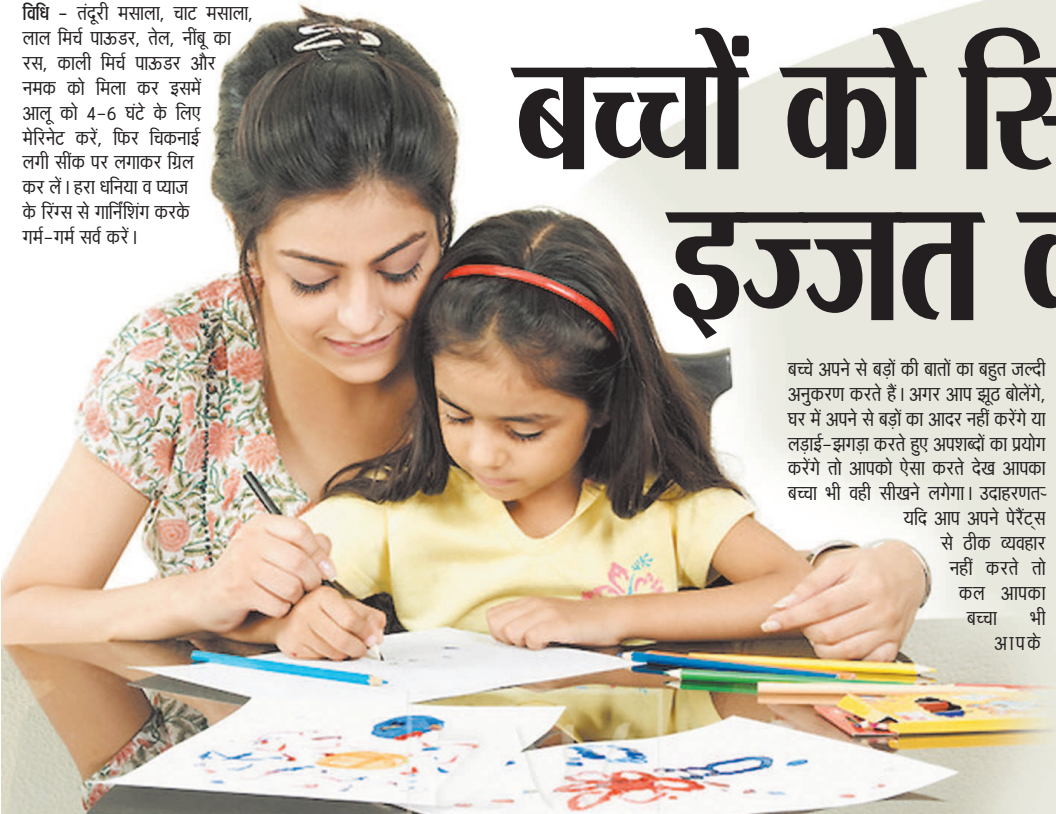 विधि – तंदूरी मसाला, चाट मसाला,
लाल मिर्च पाऊडर, तेल, नींबू का
रस, काली मिर्च पाऊडर और
नमक को मिला कर इसमें
आलू को 4-6 घंटे के लिए
मेरिनेट करें, फिर चिकनाई
लगी सींक पर लगाकर ग्रिल
कर लें। हरा धनिया व प्याज
के रिंग्स से गार्निशिंग करके
गर्म-गर्म सर्व करें।
बच्चों को
इज्जत
बच्चे अपने से बड़ों की बातों का बहुत जल्दी
अनुकरण करते हैं। अगर आप झूठ बोलेंगे,
घर में अपने से बड़ों का आदर नहीं करेंगे या
लड़ाई-झगड़ा करते हुए अपशब्दों का प्रयोग
करेंगे तो आपको ऐसा करते देख आपका
बच्चा भी वही सीखने लगेगा। उदाहरणत-
यदि आप अपने पेरैंट्स
से ठीक व्यवहार
नहीं करते तो
कल आपका
बच्चा भी
आपके